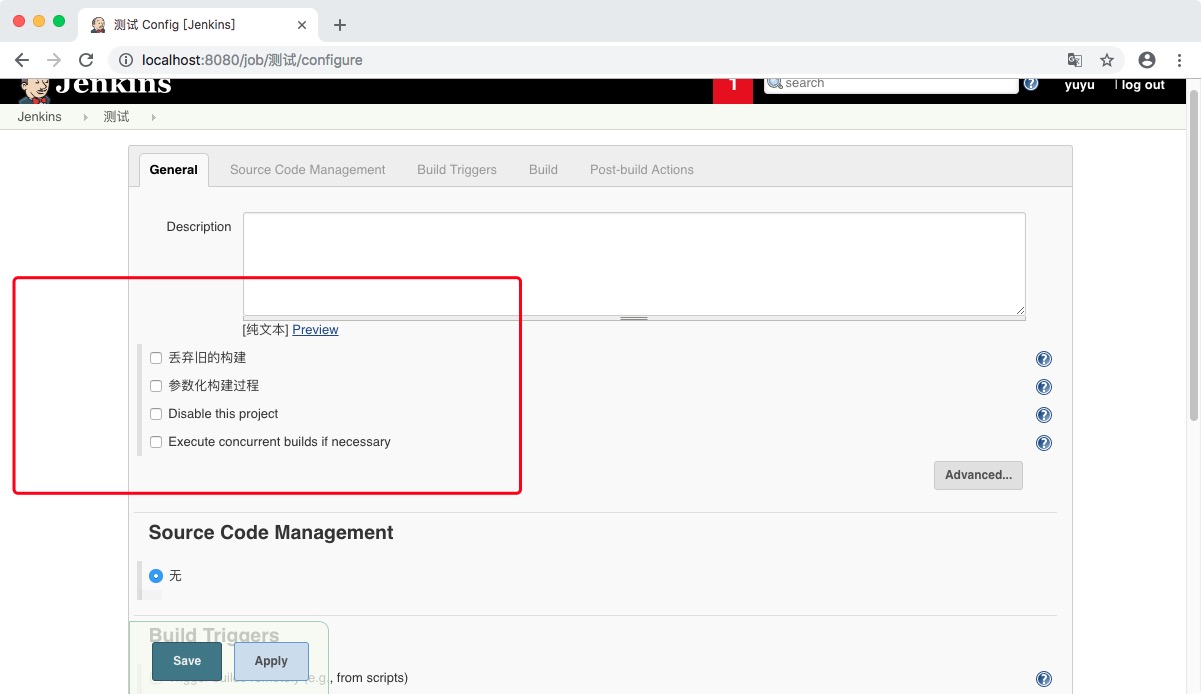 测试 Config [Jenkins]
localhost:8080/job/测试/configure
Jenkins
1
search
yuyu
log out
Jenkins 测试
General Source Code Management Build Triggers Build Post-build Actions
Description
[纯文本] Preview
丢弃旧的构建
参数化构建过程
Disable this project
Execute concurrent builds if necessary
Advanced...
Source Code Management
无
Build Triggers
Save Apply
Trigger builds remotely (e.g., from scripts)